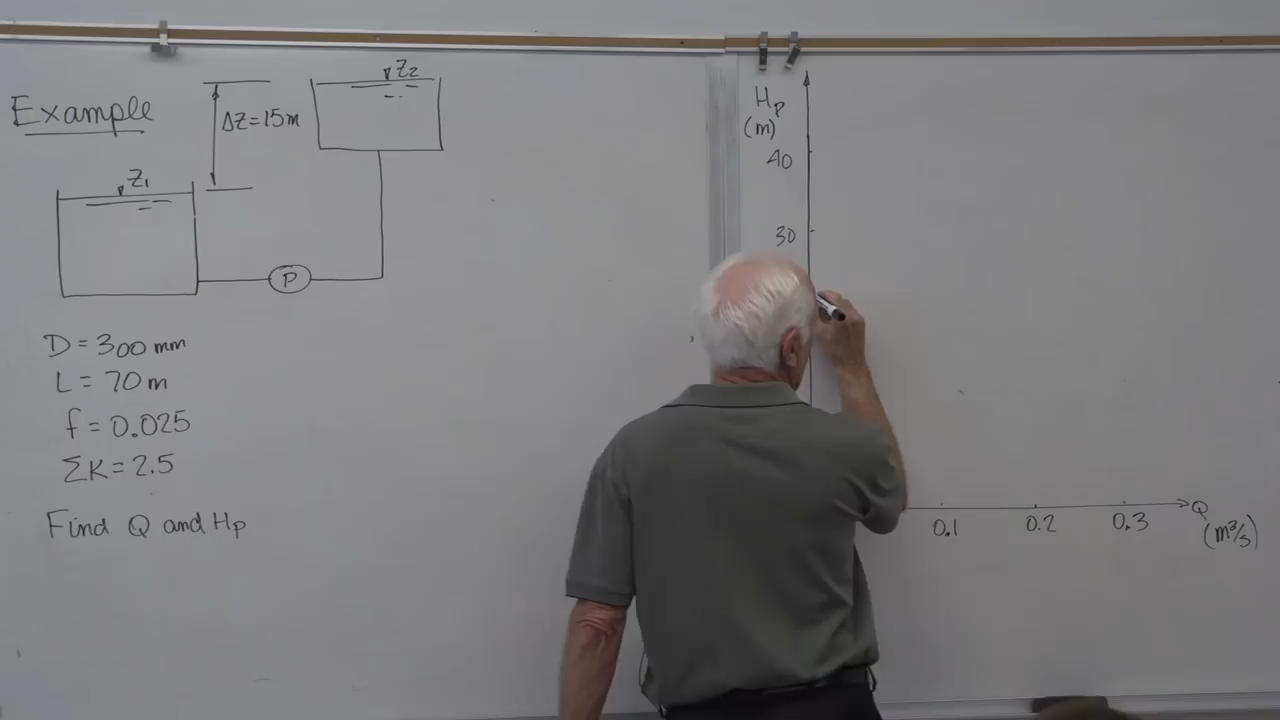 Example
ΔZ=15m
Z2
Z1
P
D = 300 mm
L = 70 m
f = 0.025
ΣK = 2.5
Find Q and Hp
Hp
(m)
40
30
0.1 0.2 0.3 Q
(m³/s)